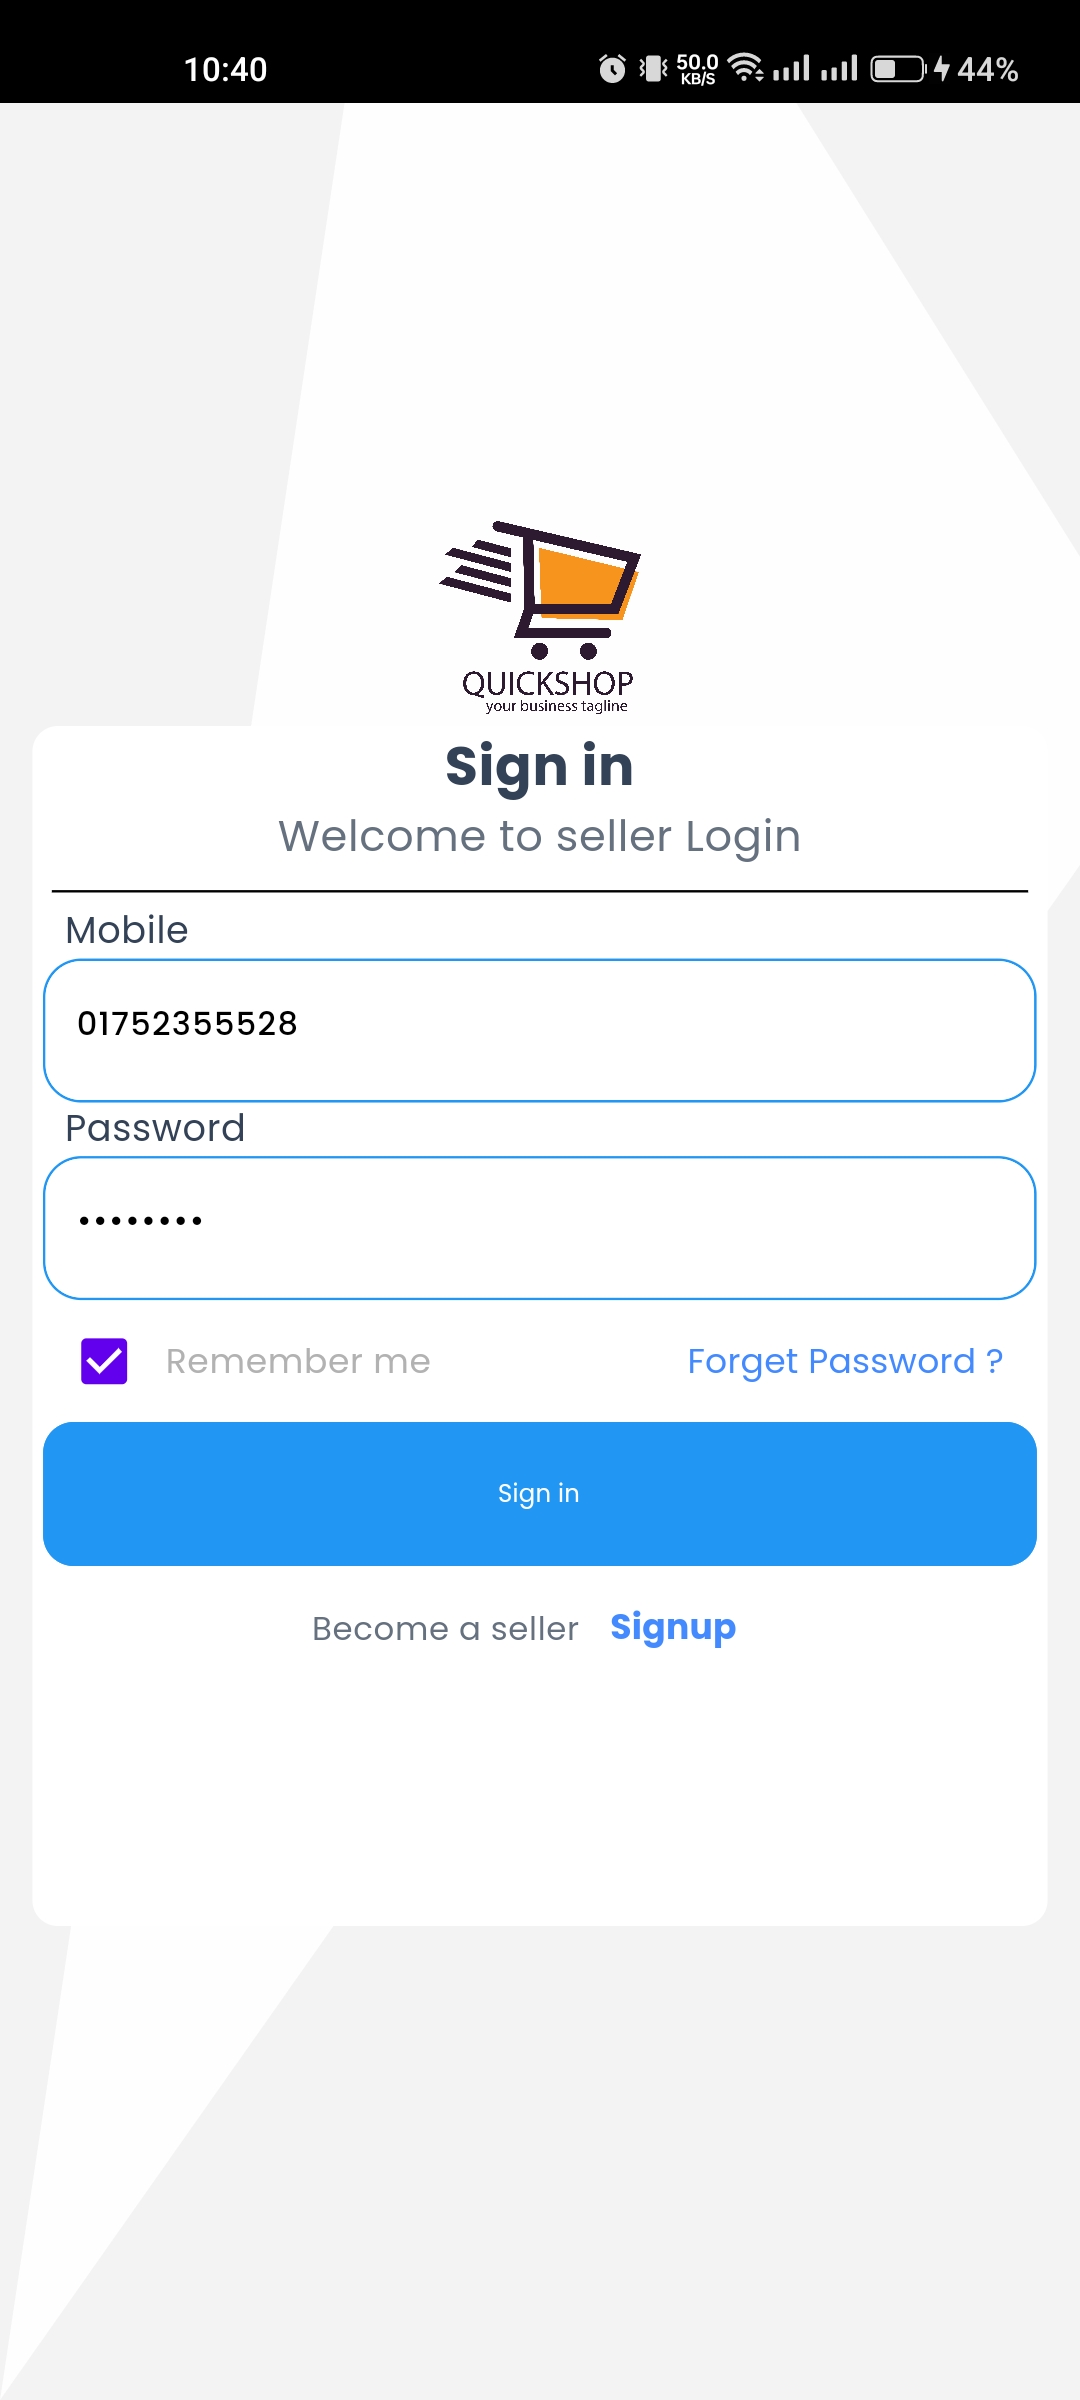 10:40 50.0 KB/S 44%
QUICKSHOP
your business tagline
Sign in
Welcome to seller Login
Mobile
01752355528
Password
••••••••
Remember me Forget Password ?
Sign in
Become a seller Signup